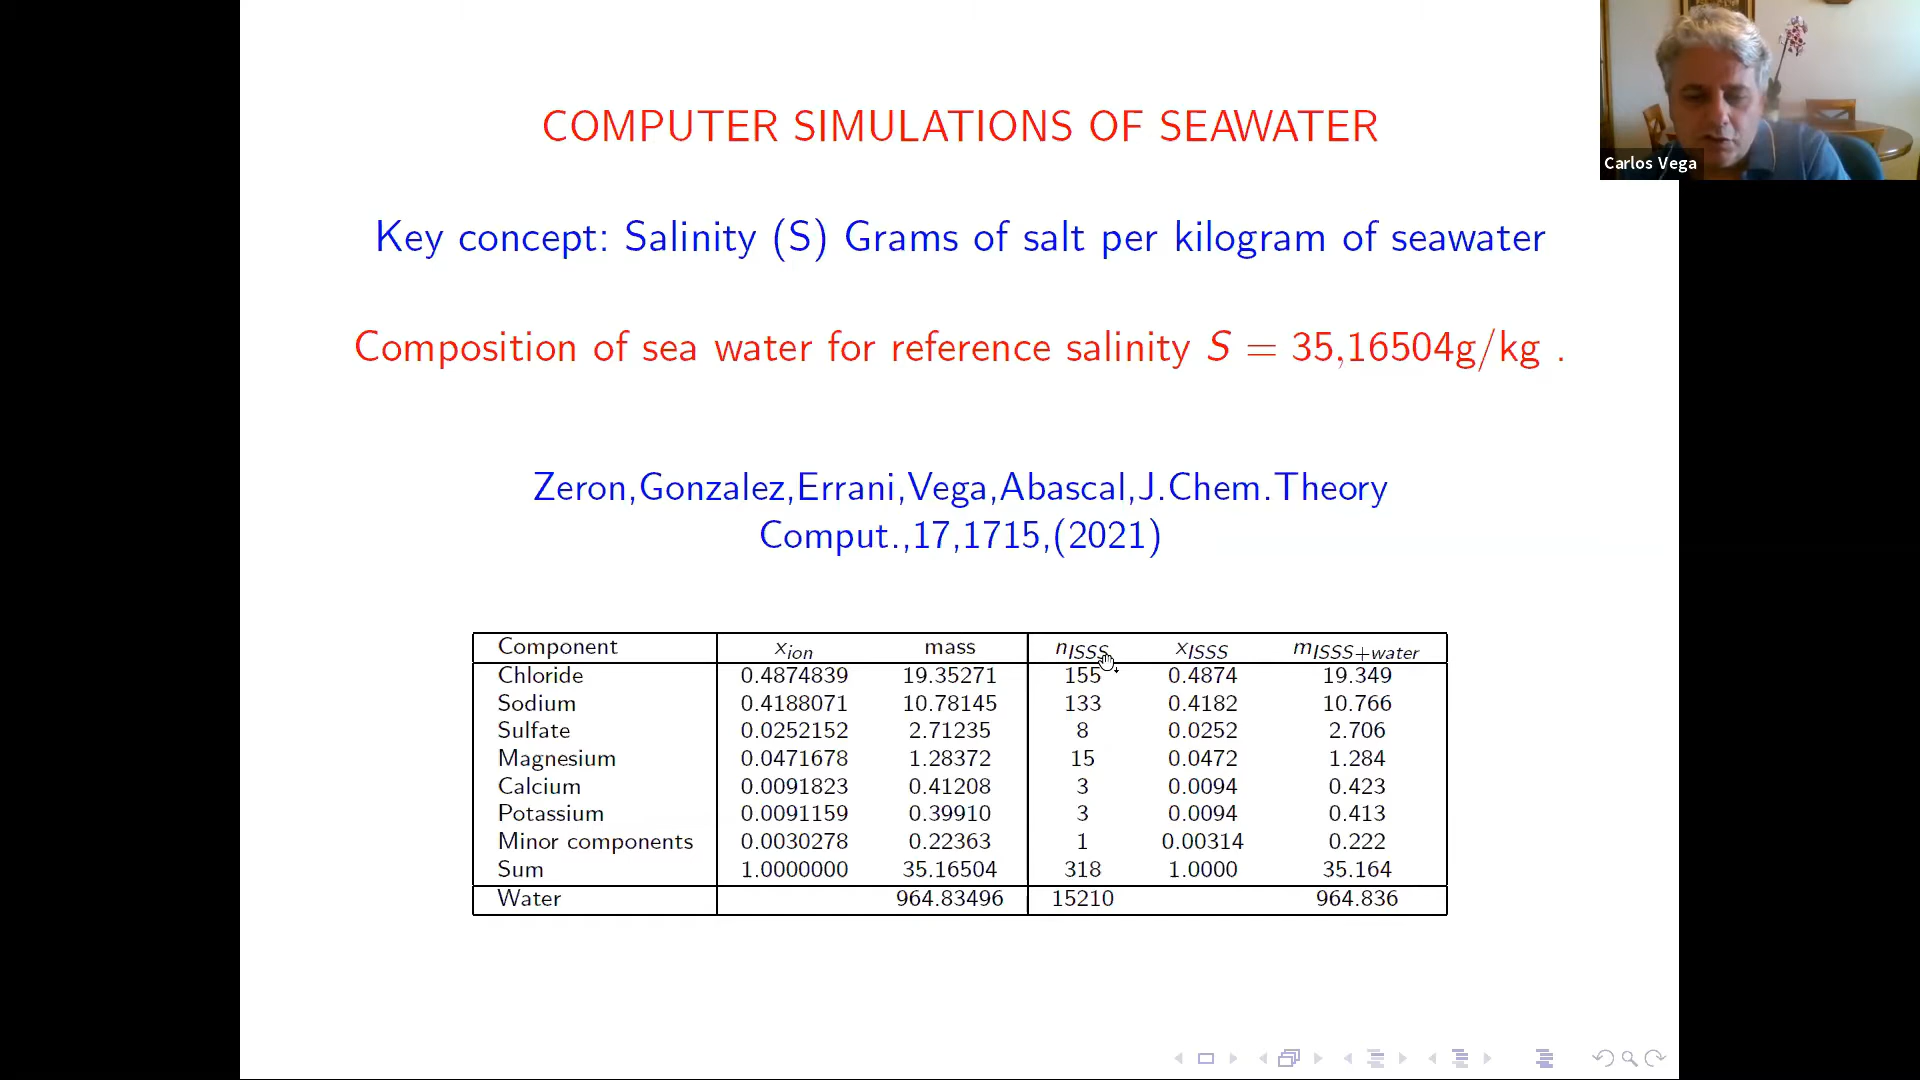 COMPUTER SIMULATIONS OF SEAWATER
Carlos Vega
Key concept: Salinity (S) Grams of salt per kilogram of seawater
Composition of sea water for reference salinity S = 35,16504g/kg .
Zeron,Gonzalez,Errani,Vega,Abascal,J.Chem.Theory
Comput.,17,1715,(2021)
Component x_ion mass n_ISSS x_ISSS m_ISSS+water
Chloride 0.4874839 19.35271 155 0.4874 19.349
Sodium 0.4188071 10.78145 133 0.4182 10.766
Sulfate 0.0252152 2.71235 8 0.0252 2.706
Magnesium 0.0471678 1.28372 15 0.0472 1.284
Calcium 0.0091823 0.41208 3 0.0094 0.423
Potassium 0.0091159 0.39910 3 0.0094 0.413
Minor components 0.0030278 0.22363 1 0.00314 0.222
Sum 1.0000000 35.16504 318 1.0000 35.164
Water 964.83496 15210 964.836